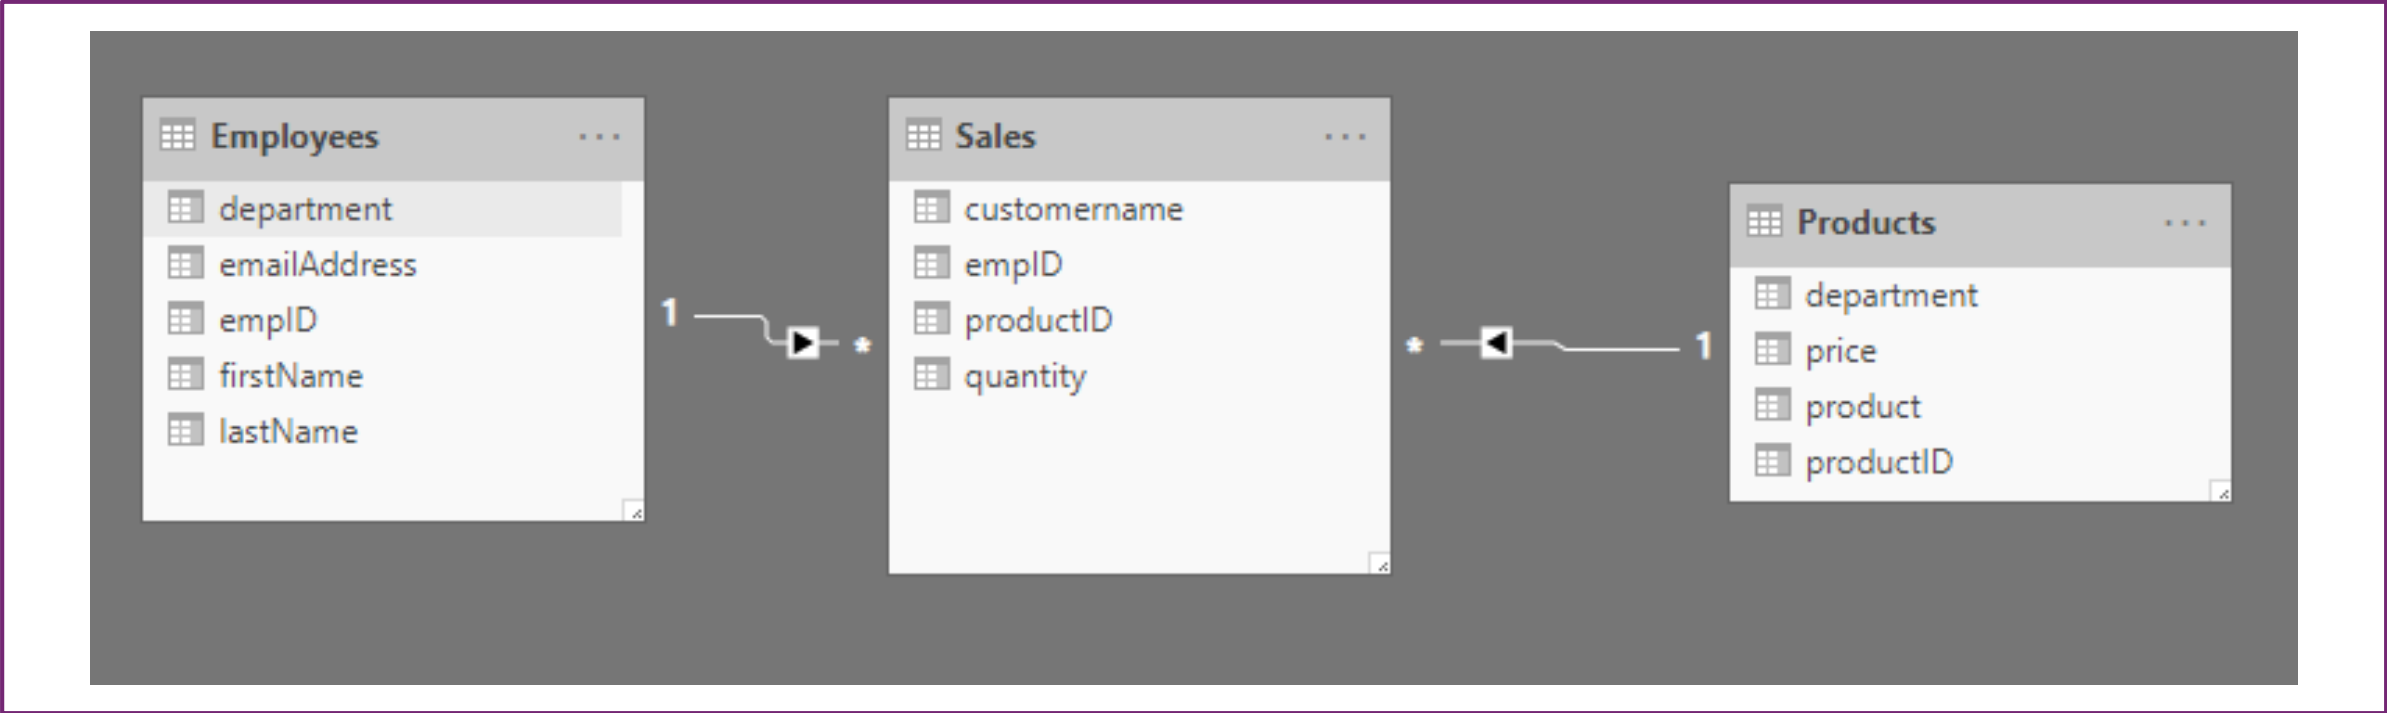 Employees ...
department
emailAddress
empID
firstName
lastName
1
*
Sales ...
customername
empID
productID
quantity
*
1
Products ...
department
price
product
productID